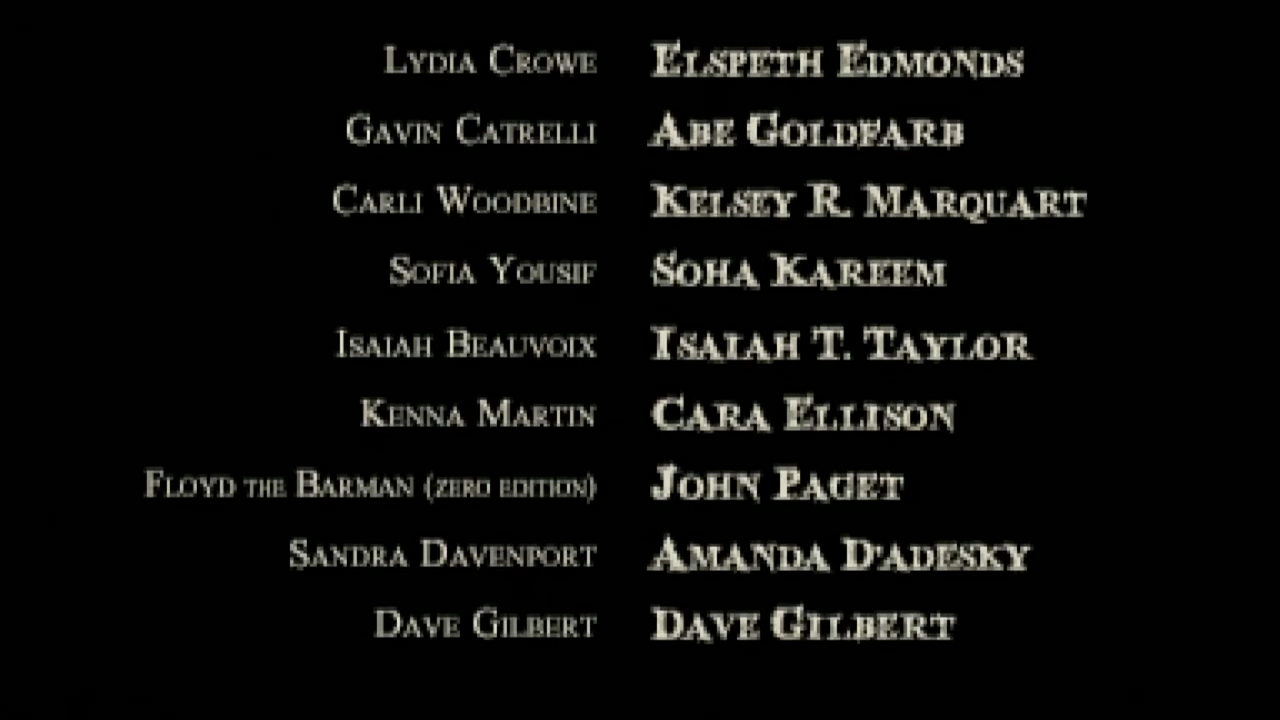 Lydia Crowe Elspeth Edmonds
Gavin Catrelli Abe Goldfarb
Carli Woodbine Kelsey R. Marquart
Sofia Yousif Soha Kareem
Isaiah Beauvoix Isaiah T. Taylor
Kenna Martin Cara Ellison
Floyd the Barman (zero edition) John Paget
Sandra Davenport Amanda D'Adesky
Dave Gilbert Dave Gilbert